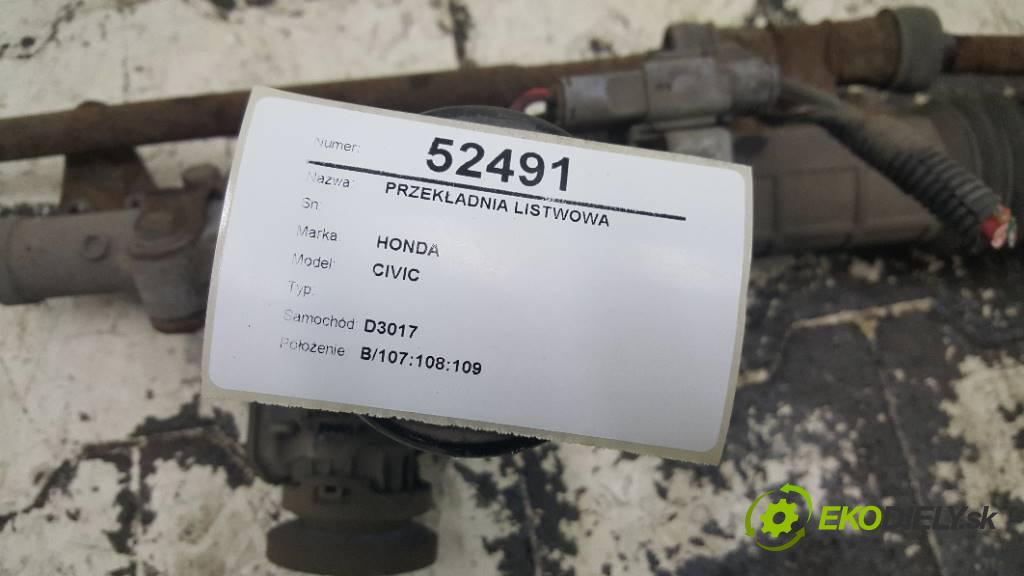 Numer: 52491
Nazwa: PRZEKŁADNIA LISTWOWA
Sn:
Marka: HONDA
Model: CIVIC
Typ:
Samochód D3017
Położenie B/107:108:109
EKODIELY.sk